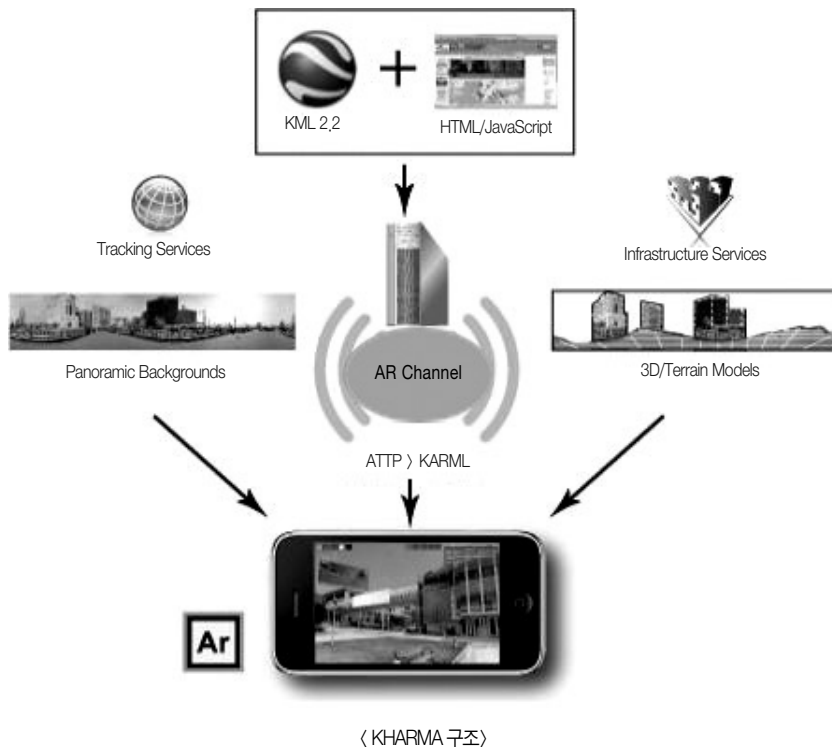 KML 2.2
HTML/JavaScript
Tracking Services
Infrastructure Services
Panoramic Backgrounds
AR Channel
3D/Terrain Models
ATTP 〉 KARML
Ar
〈 KHARMA 구조〉